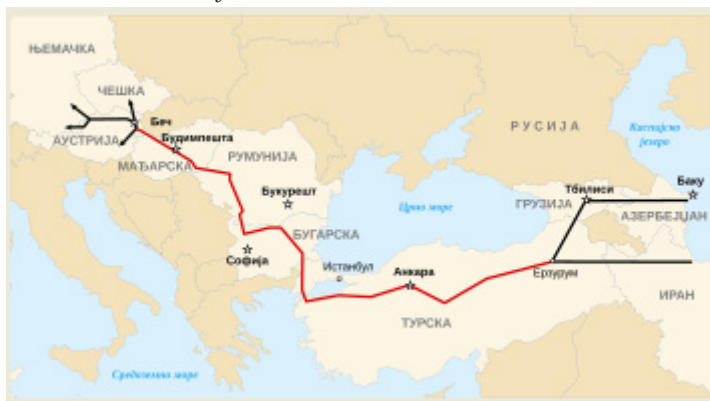 ЊЕМАЧКА
ЧЕШКА
Беч
АУСТРИЈА
Будимпешта
МАЂАРСКА
РУМУНИЈА
Букурешт
БУГАРСКА
Софија
Истанбул
Анкара
ТУРСКА
Црно море
РУСИЈА
Каспијско
језеро
Тбилиси
ГРУЗИЈА
Баку
АЗЕРБЕЈЏАН
Ерзурум
ИРАН
Средоземно море